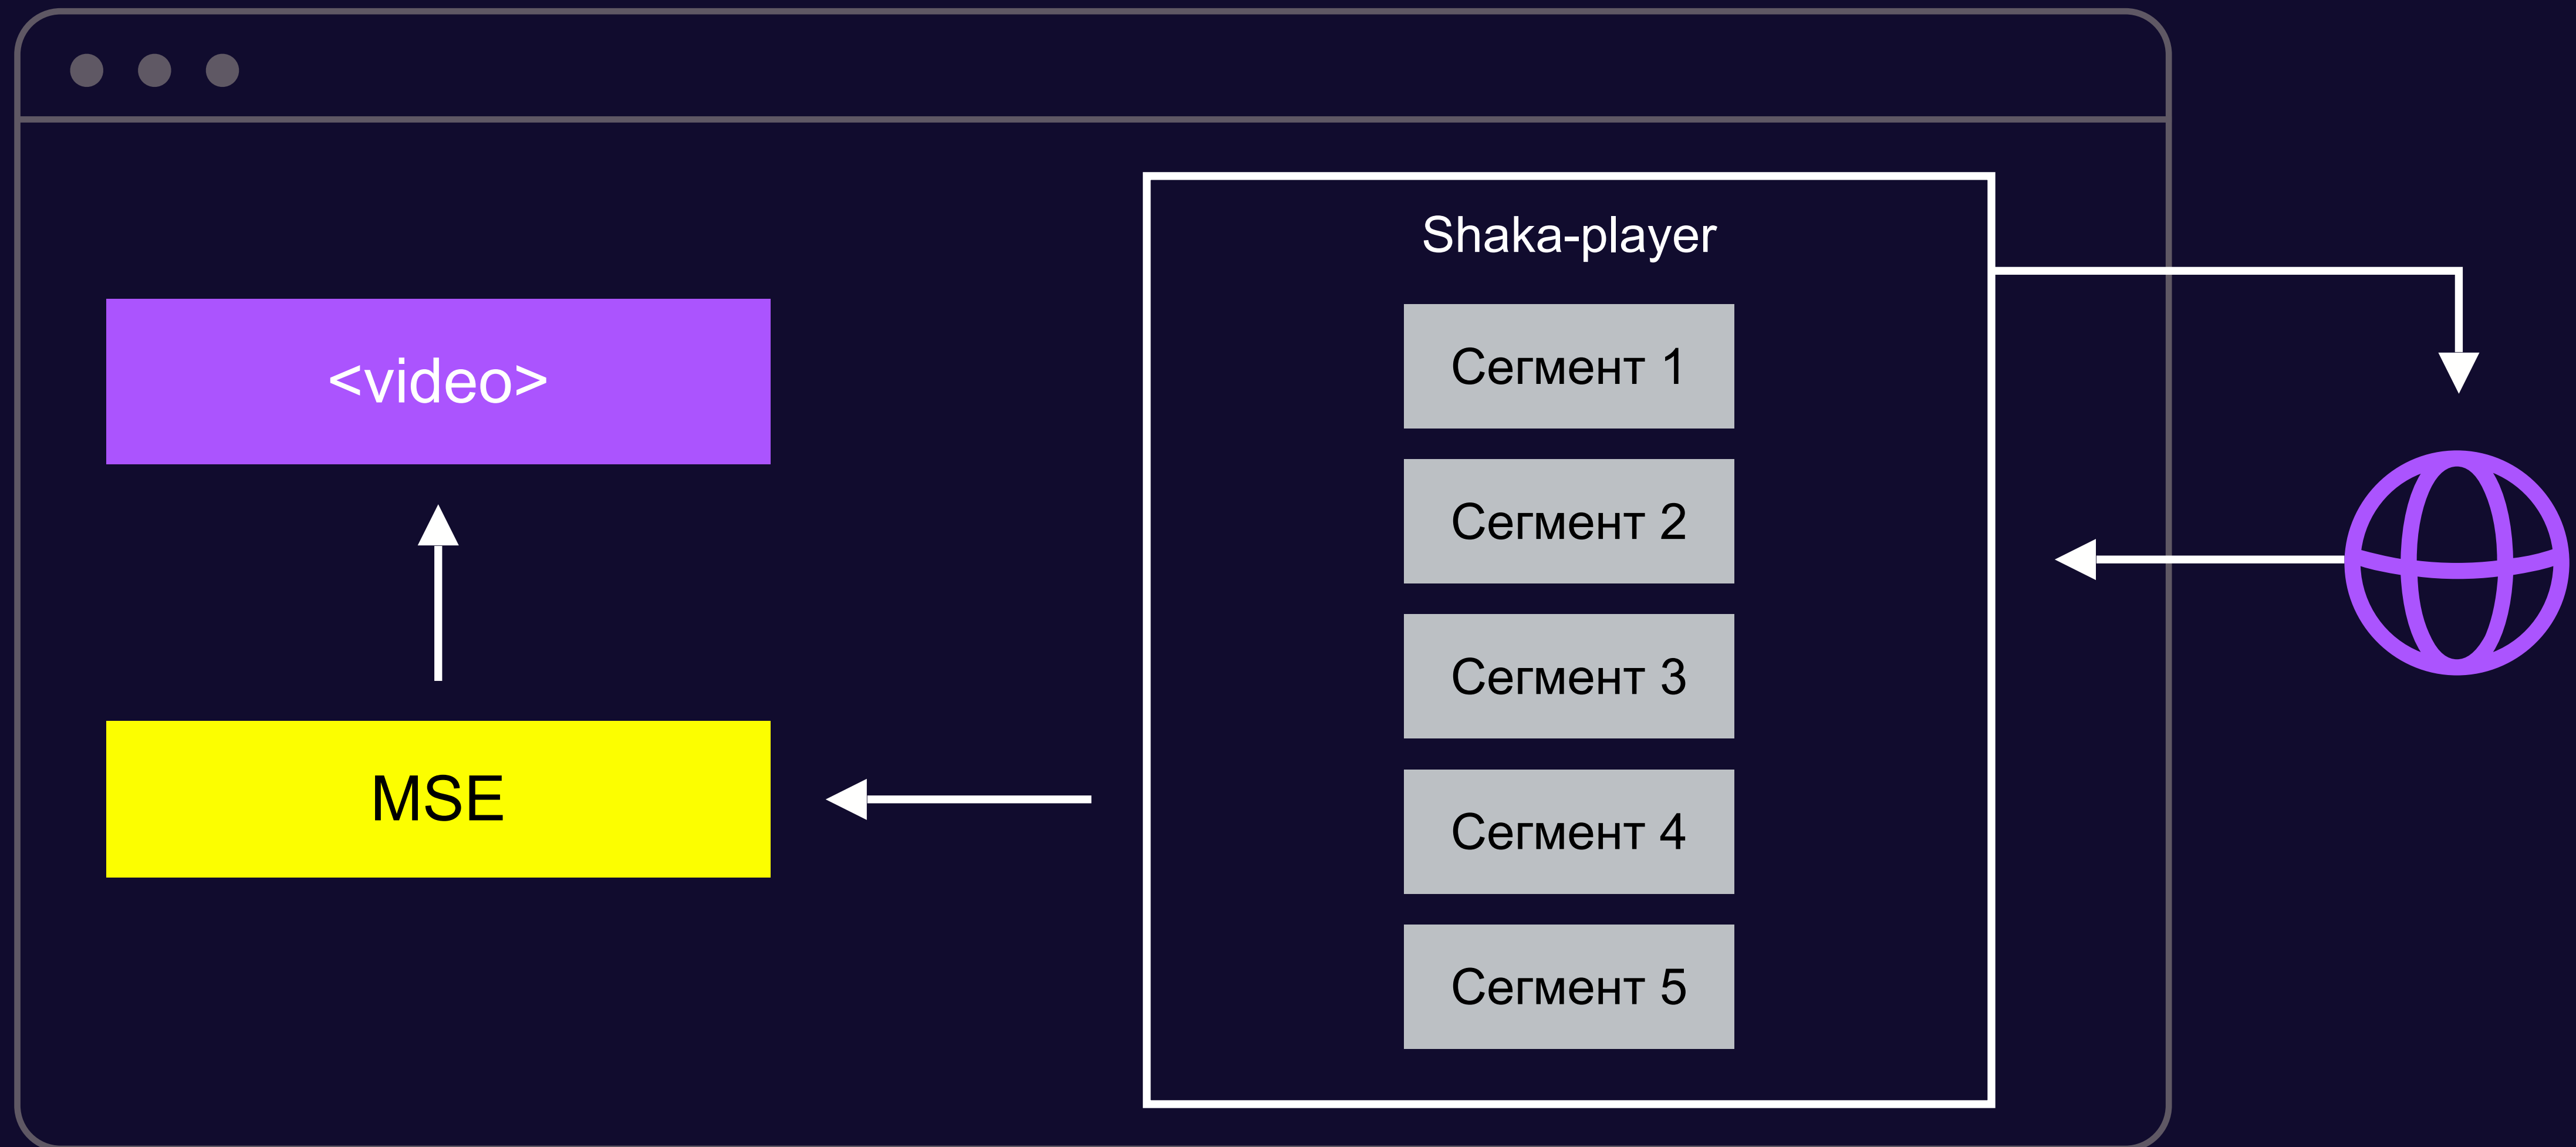 <video>
MSE
Shaka-player
Сегмент 1
Сегмент 2
Сегмент 3
Сегмент 4
Сегмент 5